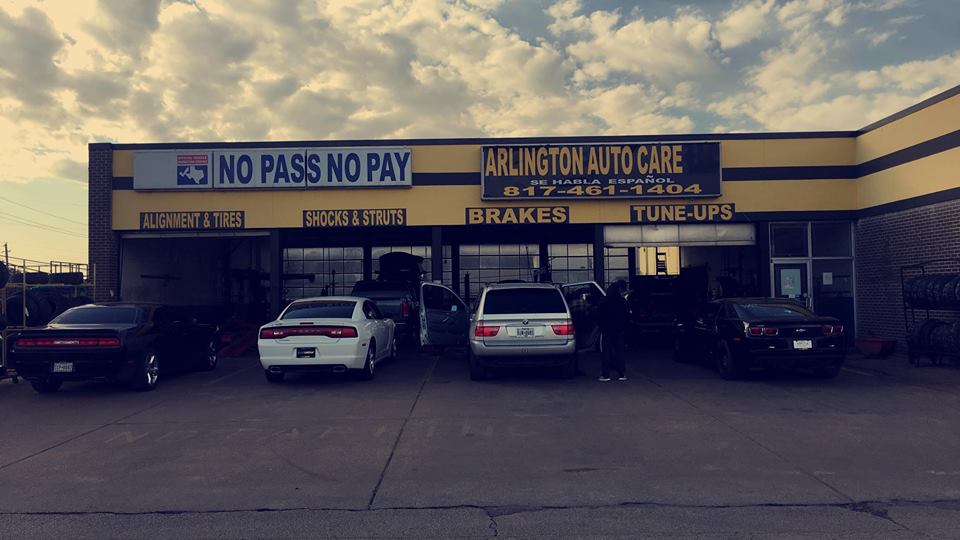 NO PASS NO PAY
ARLINGTON AUTO CARE
SE HABLA ESPAÑOL
817-461-1404
ALIGNMENT & TIRES
SHOCKS & STRUTS
BRAKES
TUNE-UPS